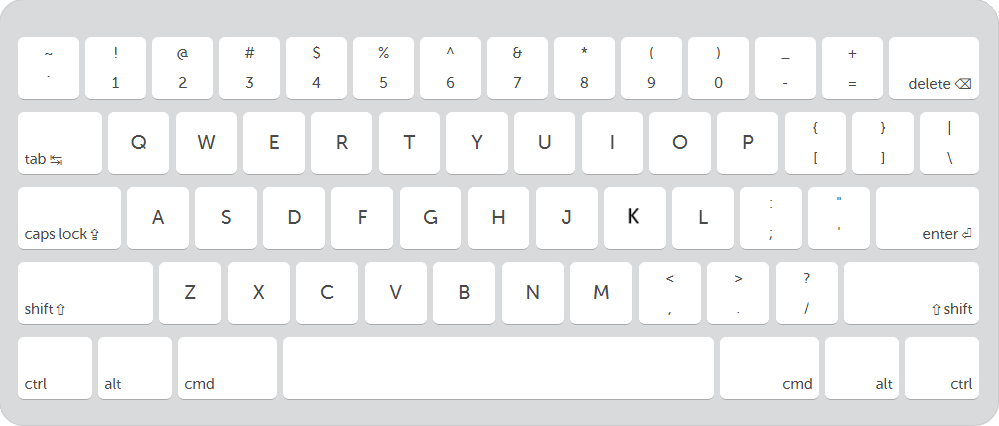 ~ ! @ # $ % ^ & * ( ) _ +
` 1 2 3 4 5 6 7 8 9 0 - = delete ⌫
Q W E R T Y U I O P { } |
tab ↹ [ ] \
A S D F G H J K L : "
caps lock ⇪ ; ' enter ⏎
Z X C V B N M < > ?
shift ⇧ , . / ⇧ shift
ctrl alt cmd cmd alt ctrl